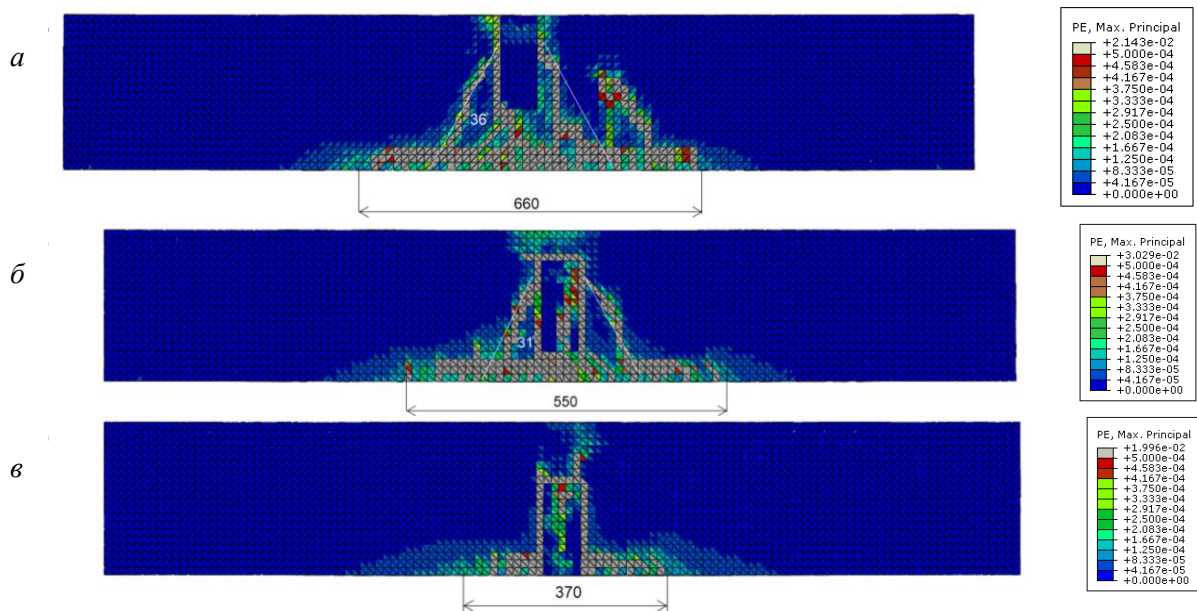 а
36
660
PE, Max. Principal
+2.143e-02
+5.000e-04
+4.583e-04
+4.167e-04
+3.750e-04
+3.333e-04
+2.917e-04
+2.500e-04
+2.083e-04
+1.667e-04
+1.250e-04
+8.333e-05
+4.167e-05
+0.000e+00
б
31
550
PE, Max. Principal
+3.029e-02
+5.000e-04
+4.583e-04
+4.167e-04
+3.750e-04
+3.333e-04
+2.917e-04
+2.500e-04
+2.083e-04
+1.667e-04
+1.250e-04
+8.333e-05
+4.167e-05
+0.000e+00
в
370
PE, Max. Principal
+1.996e-02
+5.000e-04
+4.583e-04
+4.167e-04
+3.750e-04
+3.333e-04
+2.917e-04
+2.500e-04
+2.083e-04
+1.667e-04
+1.250e-04
+8.333e-05
+4.167e-05
+0.000e+00